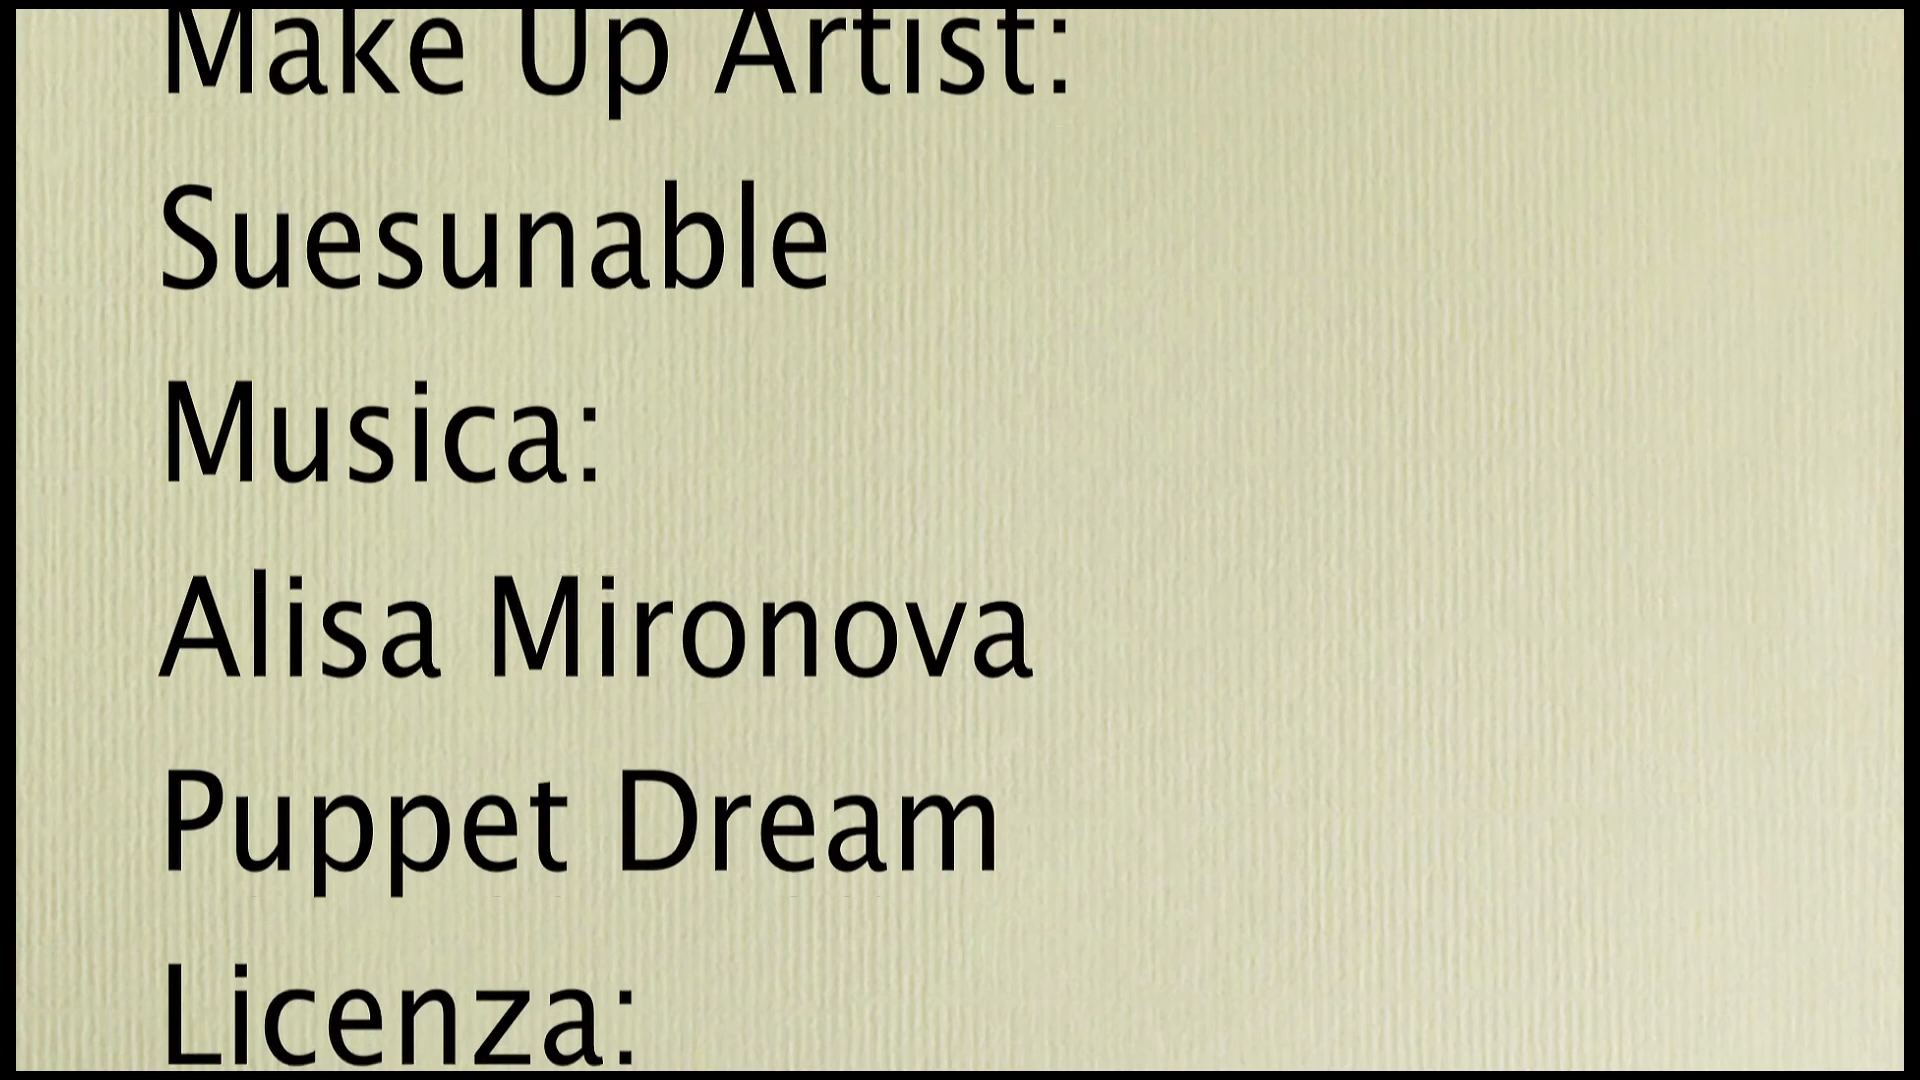 Make Up Artist:
Suesunable
Musica:
Alisa Mironova
Puppet Dream
Licenza: